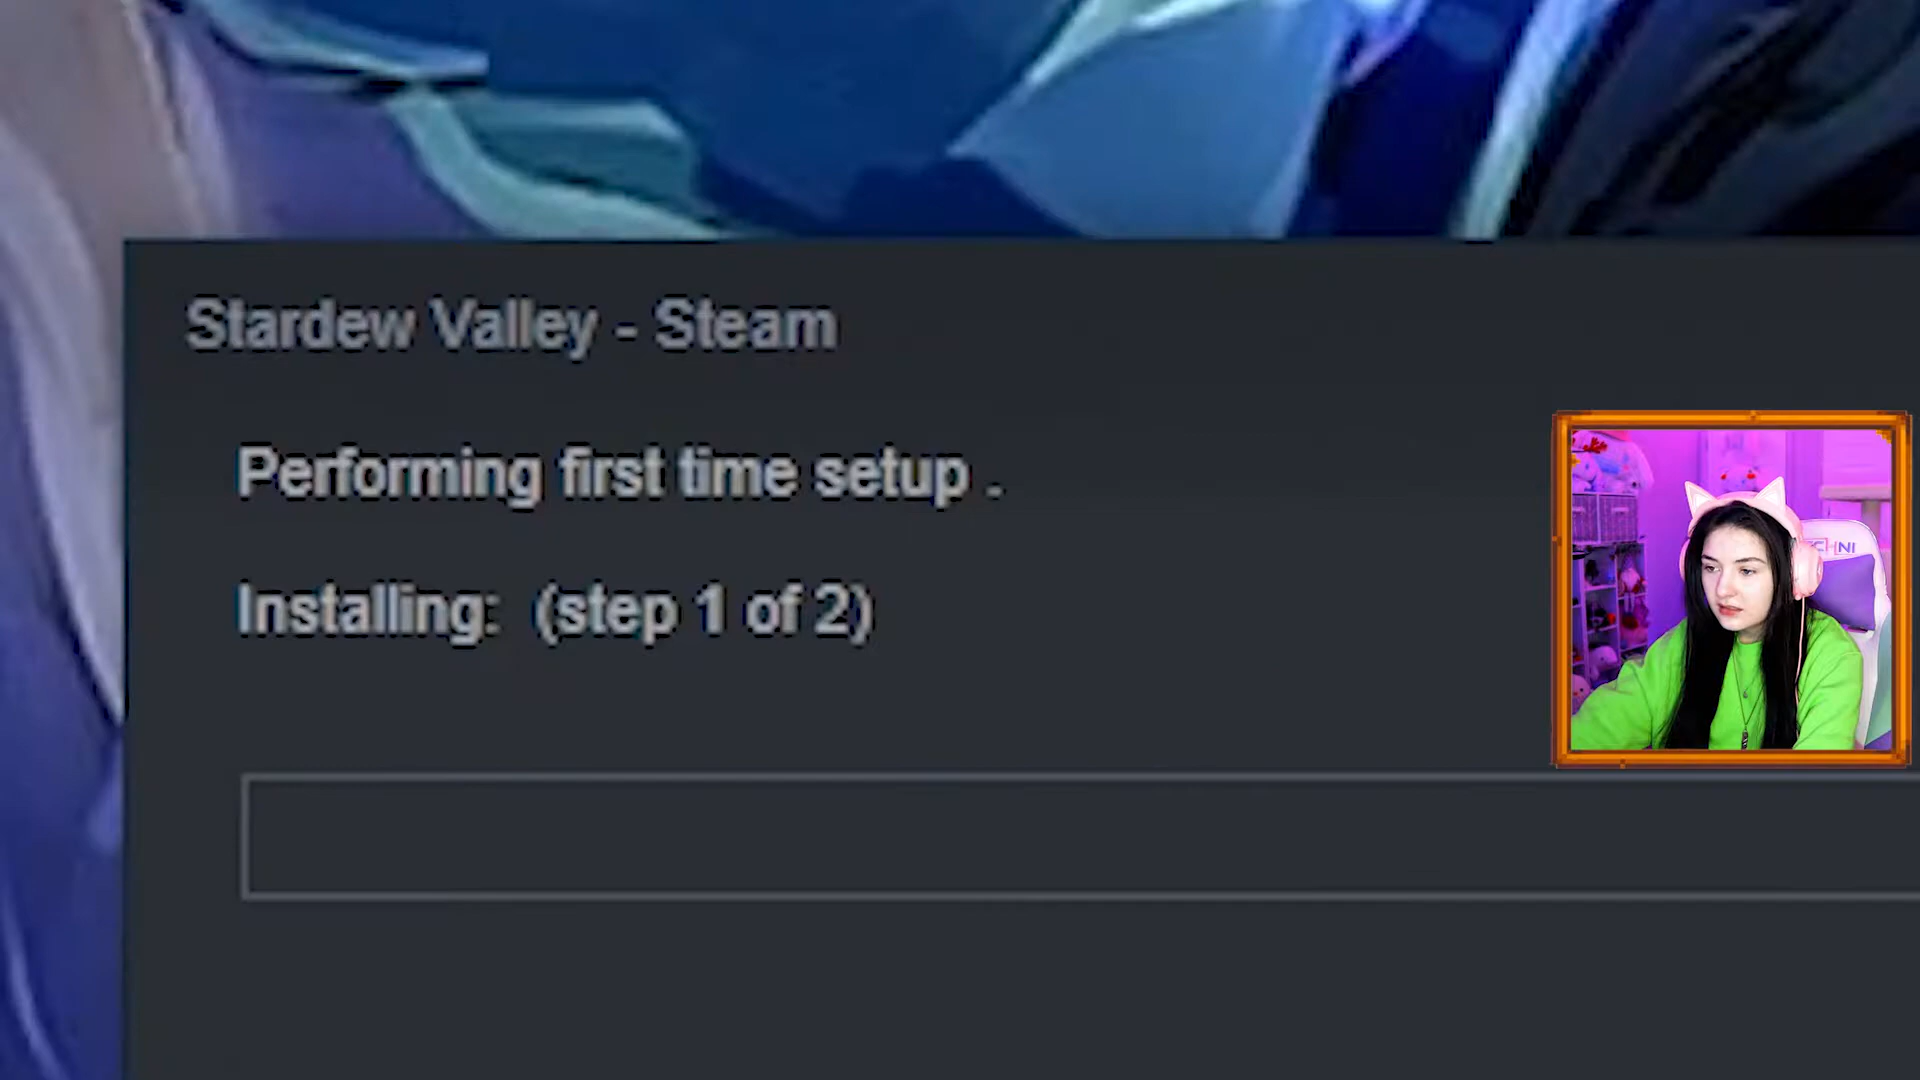 Stardew Valley - Steam
Performing first time setup .
Installing: (step 1 of 2)